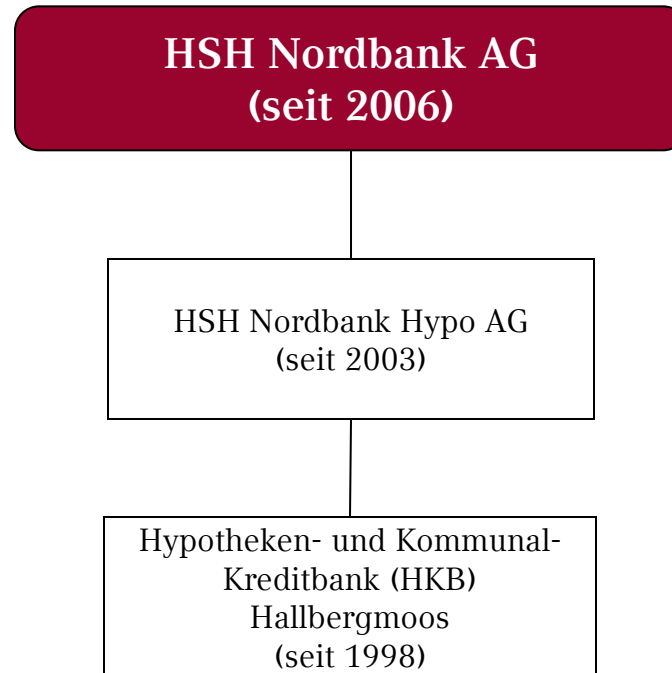 HSH Nordbank AG
(seit 2006)
HSH Nordbank Hypo AG
(seit 2003)
Hypotheken- und Kommunal-
Kreditbank (HKB)
Hallbergmoos
(seit 1998)